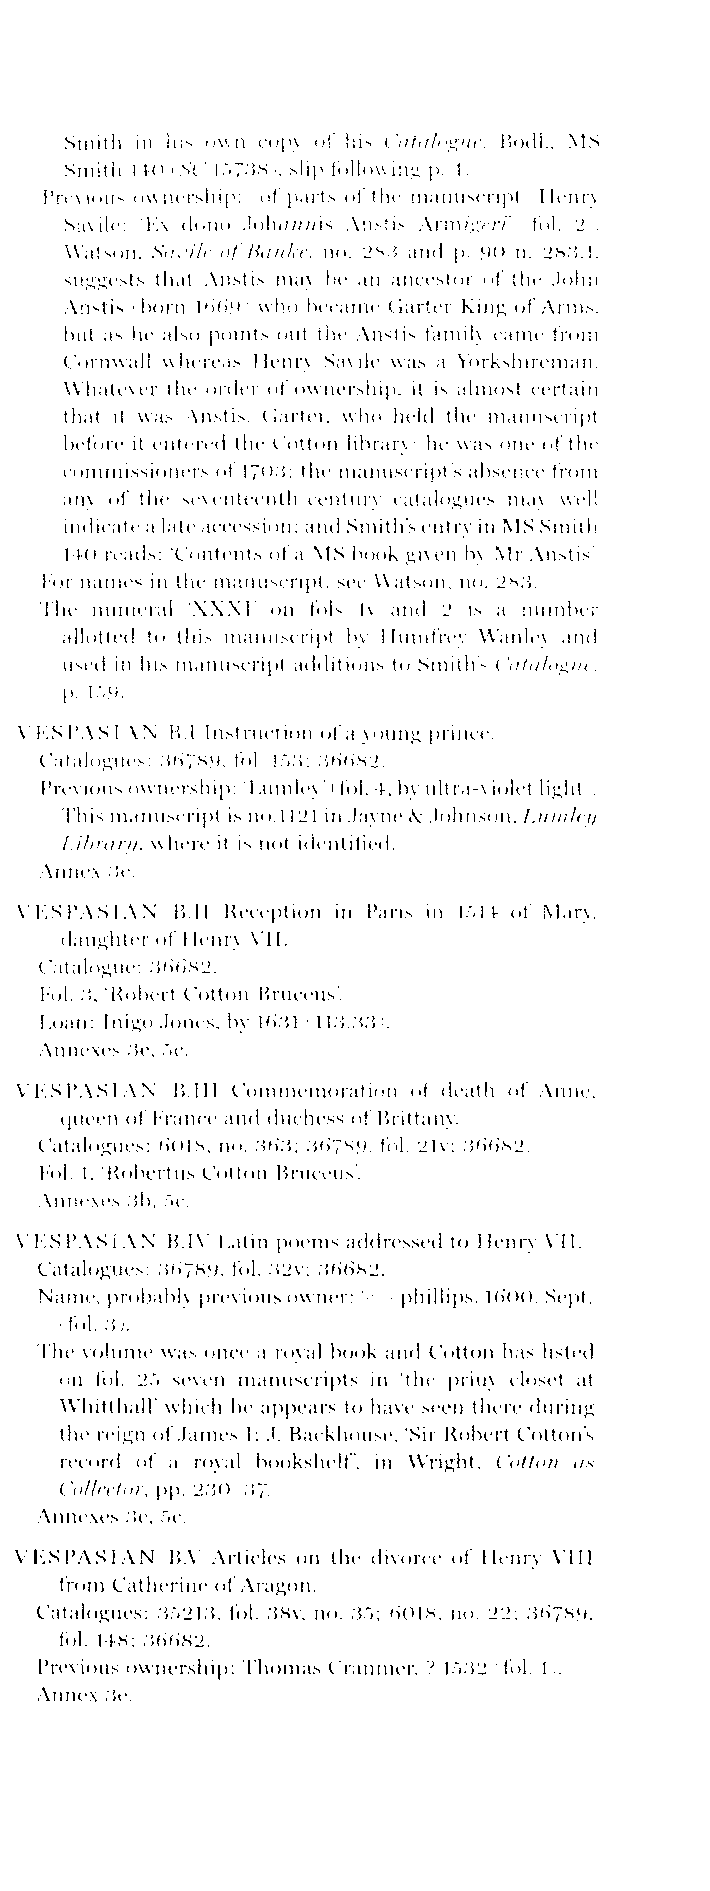 Smith in his own copy of his Catalogue, Bodl., MS
Smith 140 (SC 15738), slip following p. 4.
Previous ownership: (of parts of the manuscript) Henry
Savile; 'Ex dono Johannis Anstis Armigeri' (fol. 2).
Watson, Savile of Banke, no. 283 and p. 90 n. 283.1,
suggests that Anstis may be an ancestor of the John
Anstis (born 1669) who became Garter King of Arms,
but as he also points out the Anstis family came from
Cornwall whereas Henry Savile was a Yorkshireman.
Whatever the order of ownership, it is almost certain
that it was Anstis, Garter, who held the manuscript
before it entered the Cotton library: he was one of the
commissioners of 1703; the manuscript's absence from
any of the seventeenth-century catalogues may well
indicate a late accession; and Smith's entry in MS Smith
140 reads: 'Contents of a MS book given by Mr Anstis'.
For names in the manuscript, see Watson, no. 283.
The numeral 'XXXI' on fols 1v and 2 is a number
allotted to this manuscript by Humfrey Wanley and
used in his manuscript additions to Smith's Catalogue,
p. 159.
VESPASIAN B.I Instruction of a young prince.
Catalogues: 36789, fol. 153; 36682.
Previous ownership: 'Lumley' (fol. 4, by ultra-violet light).
This manuscript is no.1121 in Jayne & Johnson, Lumley
Library, where it is not identified.
Annex 3e.
VESPASIAN B.II Reception in Paris in 1514 of Mary,
daughter of Henry VII.
Catalogue: 36682.
Fol. 3, 'Robert Cotton Bruceus'.
Loan: Inigo Jones, by 1631 (113.33).
Annexes 3e, 5c.
VESPASIAN B.III Commemoration of death of Anne,
queen of France and duchess of Brittany.
Catalogues: 6018, no. 363; 36789, fol. 21v; 36682.
Fol. 1, 'Robertus Cotton Bruceus'.
Annexes 3b, 5c.
VESPASIAN B.IV Latin poems addressed to Henry VII.
Catalogues: 36789, fol. 32v; 36682.
Name, probably previous owner: phillips, 1600, Sept.
(fol. 3).
The volume was once a royal book and Cotton has listed
on fol. 25 seven manuscripts in 'the priuy closet at
Whitthall' which he appears to have seen there during
the reign of James I: J. Backhouse, 'Sir Robert Cotton's
record of a royal bookshelf', in Wright, Cotton as
Collector, pp. 230–37.
Annexes 3e, 5c.
VESPASIAN B.V Articles on the divorce of Henry VIII
from Catherine of Aragon.
Catalogues: 35213, fol. 38v, no. 35; 6018, no. 22; 36789,
fol. 148; 36682.
Previous ownership: Thomas Cranmer, ? 1532 (fol. 1).
Annex 3e.